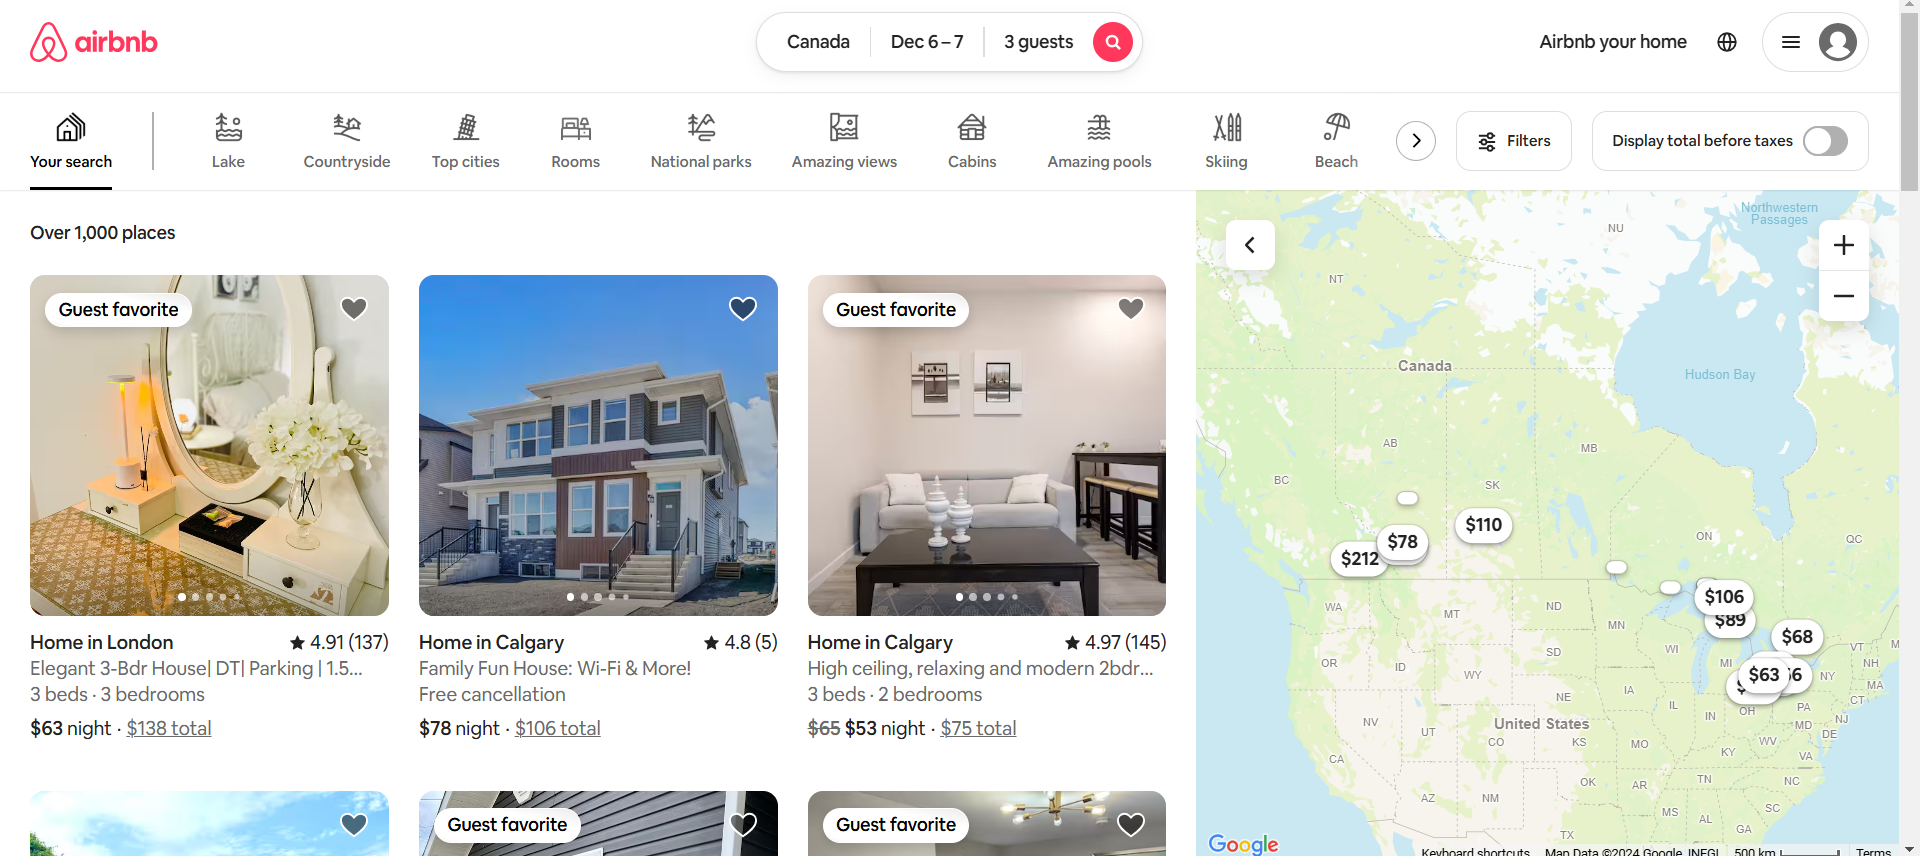 airbnb
Canada
Dec 6 – 7
3 guests
Airbnb your home
Your search
Lake
Countryside
Top cities
Rooms
National parks
Amazing views
Cabins
Amazing pools
Skiing
Beach
Filters
Display total before taxes
Over 1,000 places
Guest favorite
Home in London
4.91 (137)
Elegant 3-Bdr House| DT| Parking | 1.5...
3 beds · 3 bedrooms
$63 night · $138 total
Home in Calgary
4.8 (5)
Family Fun House: Wi-Fi & More!
Free cancellation
$78 night · $106 total
Guest favorite
Home in Calgary
4.97 (145)
High ceiling, relaxing and modern 2bdr...
3 beds · 2 bedrooms
$65 $53 night · $75 total
Guest favorite
Guest favorite
Northwestern
Passages
NU
NT
Canada
Hudson Bay
AB
MB
BC
SK
$110
ON
QC
$78
$212
$106
$89
$68
$63
WA
MT
ND
MN
OR
ID
SD
WI
MI
VT
NH
WY
NY
MA
NE
IA
CT
PA
IL
IN
OH
NJ
NV
United States
MD
UT
CO
KS
MO
WV
DE
KY
VA
CA
OK
AR
TN
NC
AZ
NM
MS
AL
SC
GA
TX
Google
Keyboard shortcuts
Map Data ©2024 Google, INEGI
500 km
Terms